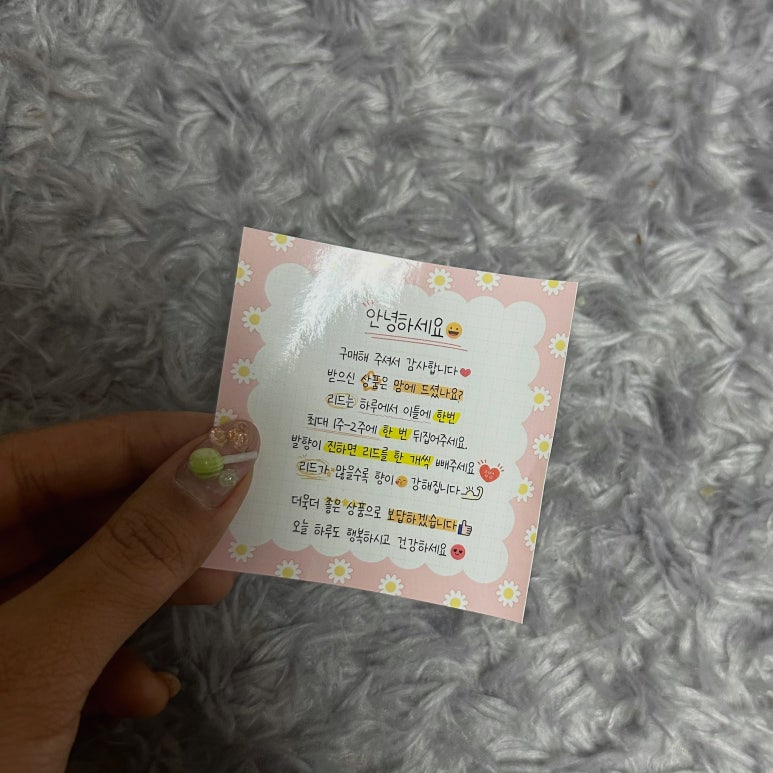 안녕하세요
구매해 주셔서 감사합니다
받으신 상품은 맘에 드셨나요?
리드는 하루에서 이틀에 한번
최대 1주-2주에 한 번 뒤집어주세요.
발향이 진하면 리드를 한 개씩 빼주세요
리드가 많을수록 향이 강해집니다
더욱더 좋은 상품으로 보답하겠습니다
오늘 하루도 행복하시고 건강하세요